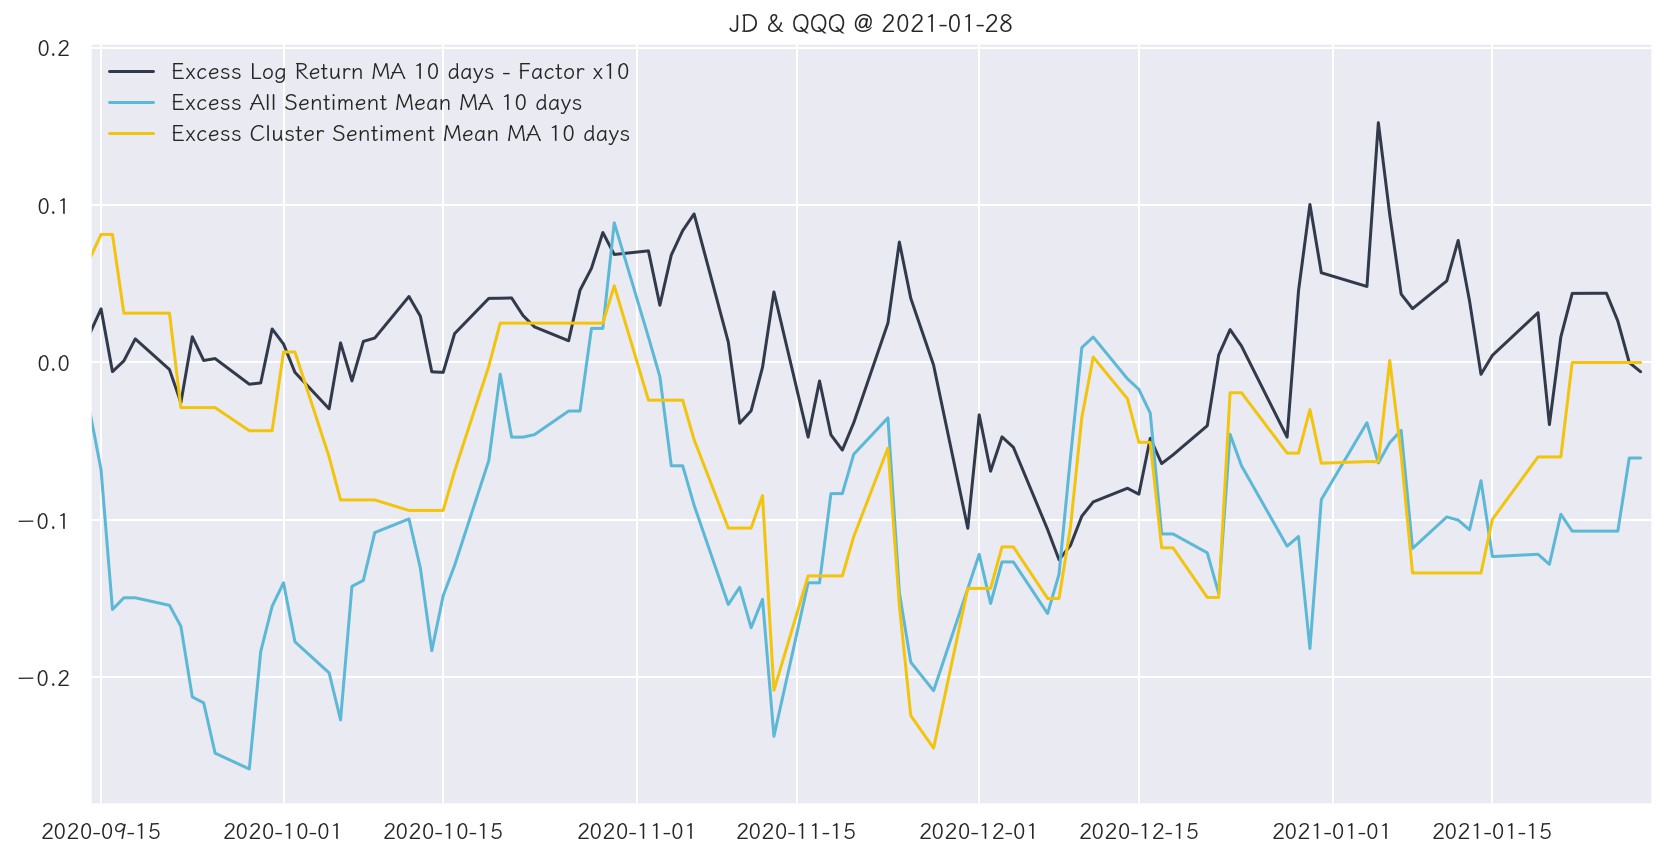 JD & QQQ @ 2021-01-28
Excess Log Return MA 10 days - Factor x10
Excess All Sentiment Mean MA 10 days
Excess Cluster Sentiment Mean MA 10 days
0.2
0.1
0.0
−0.1
−0.2
2020-09-15 2020-10-01 2020-10-15 2020-11-01 2020-11-15 2020-12-01 2020-12-15 2021-01-01 2021-01-15